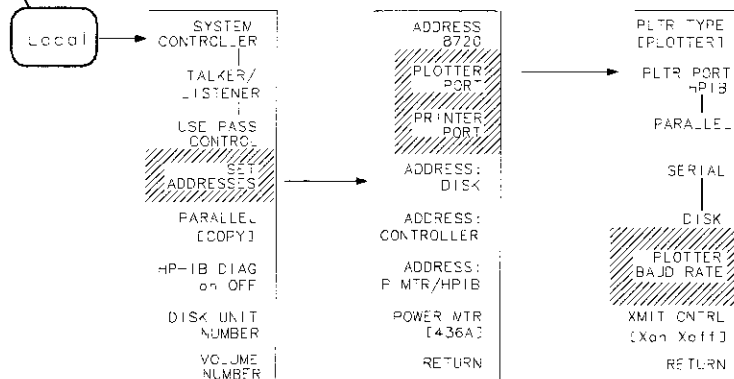 Local
SYSTEM
CONTROLLER
TALKER/
LISTENER
USE PASS
CONTROL
SET
ADDRESSES
PARALLEL
[COPY]
HP-IB DIAG
on OFF
DISK UNIT
NUMBER
VOLUME
NUMBER
ADDRESS
8720
PLOTTER
PORT
PRINTER
PORT
ADDRESS:
DISK
ADDRESS:
CONTROLLER
ADDRESS:
P MTR/HPIB
POWER MTR
[436A]
RETURN
PLTR TYPE
[PLOTTER]
PLTR PORT
HPIB
PARALLEL
SERIAL
DISK
PLOTTER
BAUD RATE
XMIT CNTRL
[Xon Xoff]
RETURN